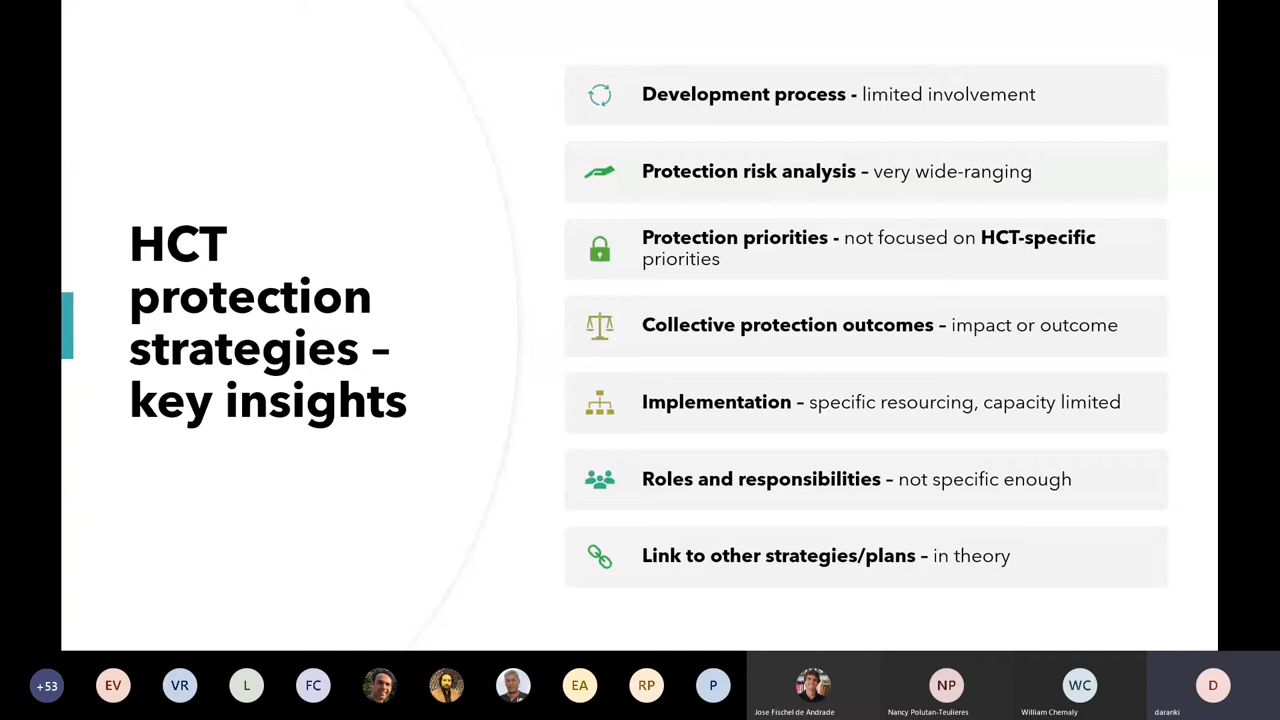 HCT
protection
strategies –
key insights
Development process - limited involvement
Protection risk analysis – very wide-ranging
Protection priorities - not focused on HCT-specific
priorities
Collective protection outcomes – impact or outcome
Implementation – specific resourcing, capacity limited
Roles and responsibilities – not specific enough
Link to other strategies/plans – in theory
+53
EV
VR
L
FC
EA
RP
P
NP
WC
D
Jose Fischel de Andrade
Nancy Polutan-Teulieres
William Chemaly
daranki